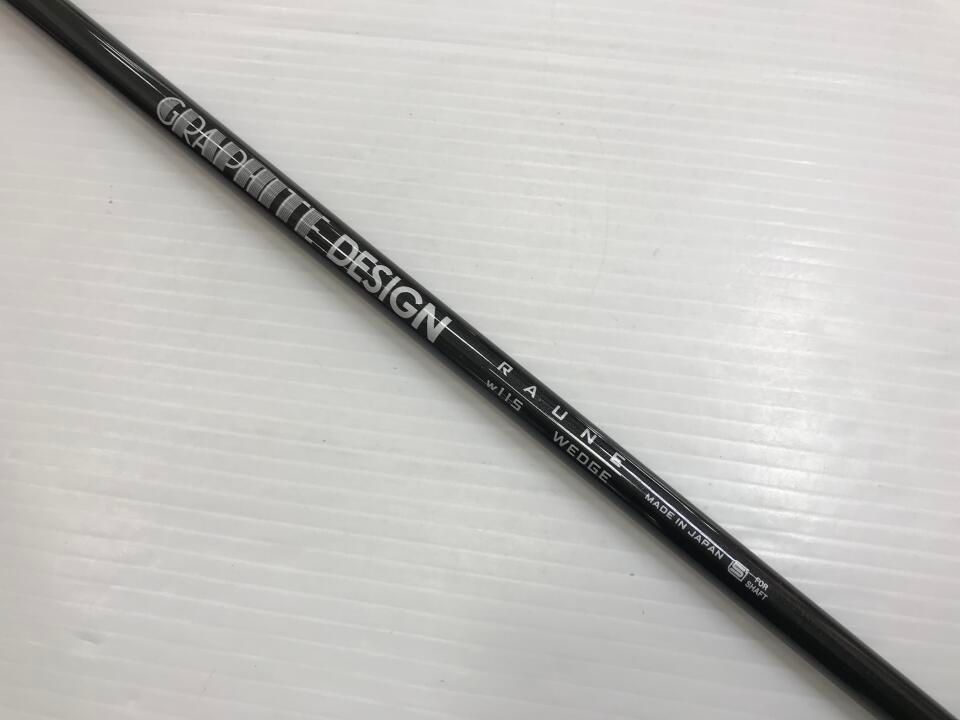 GRAPHITE DESIGN
RAUNE
w115 WEDGE
MADE IN JAPAN
S FOR SHAFT